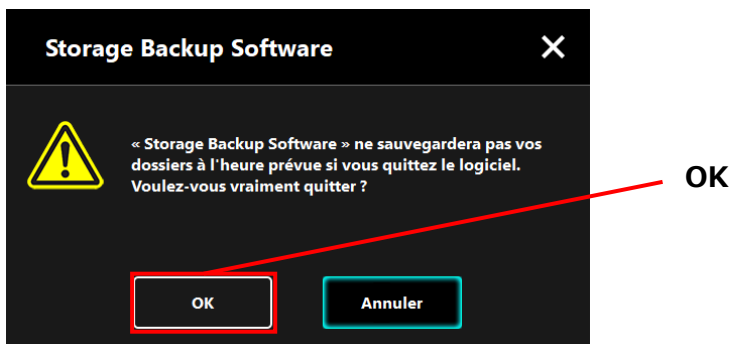 Storage Backup Software
« Storage Backup Software » ne sauvegardera pas vos
dossiers à l'heure prévue si vous quittez le logiciel.
Voulez-vous vraiment quitter ?
OK
OK
Annuler